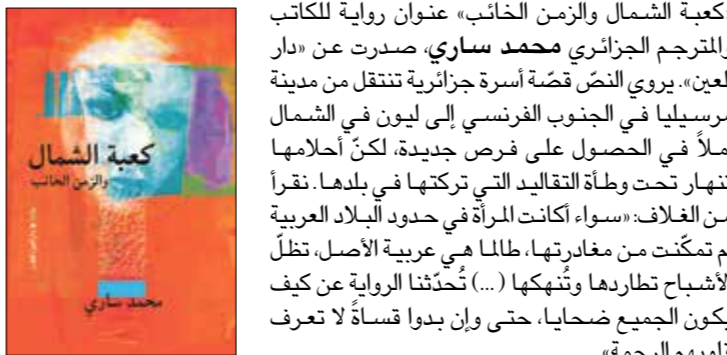 «كعبة الشمال والزمن الخائب» عنوان رواية للكاتب
والمترجم الجزائري محمد ساري، صدرت عن «دار
العين». يروي النصّ قصّة أسرة جزائرية تنتقل من مدينة
مرسيليا في الجنوب الفرنسي إلى ليون في الشمال
أملاً في الحصول على فرص جديدة، لكنّ أحلامها
تنهار تحت وطأة التقاليد التي تركتها في بلدها. نقرأ
من الغلاف: «سواء أكانت المرأة في حدود البلاد العربية
أم تمكّنت من مغادرتها، طالما هي عربية الأصل، تظلّ
الأشباح تطاردها وتُنهكها (...) تُحدّثنا الرواية عن كيف
يكون الجميع ضحايا، حتى وإن بدوا قساةً لا تعرف
قلوبهم الرحمة».
كعبة الشمال
والزمن الخائب
محمد ساري